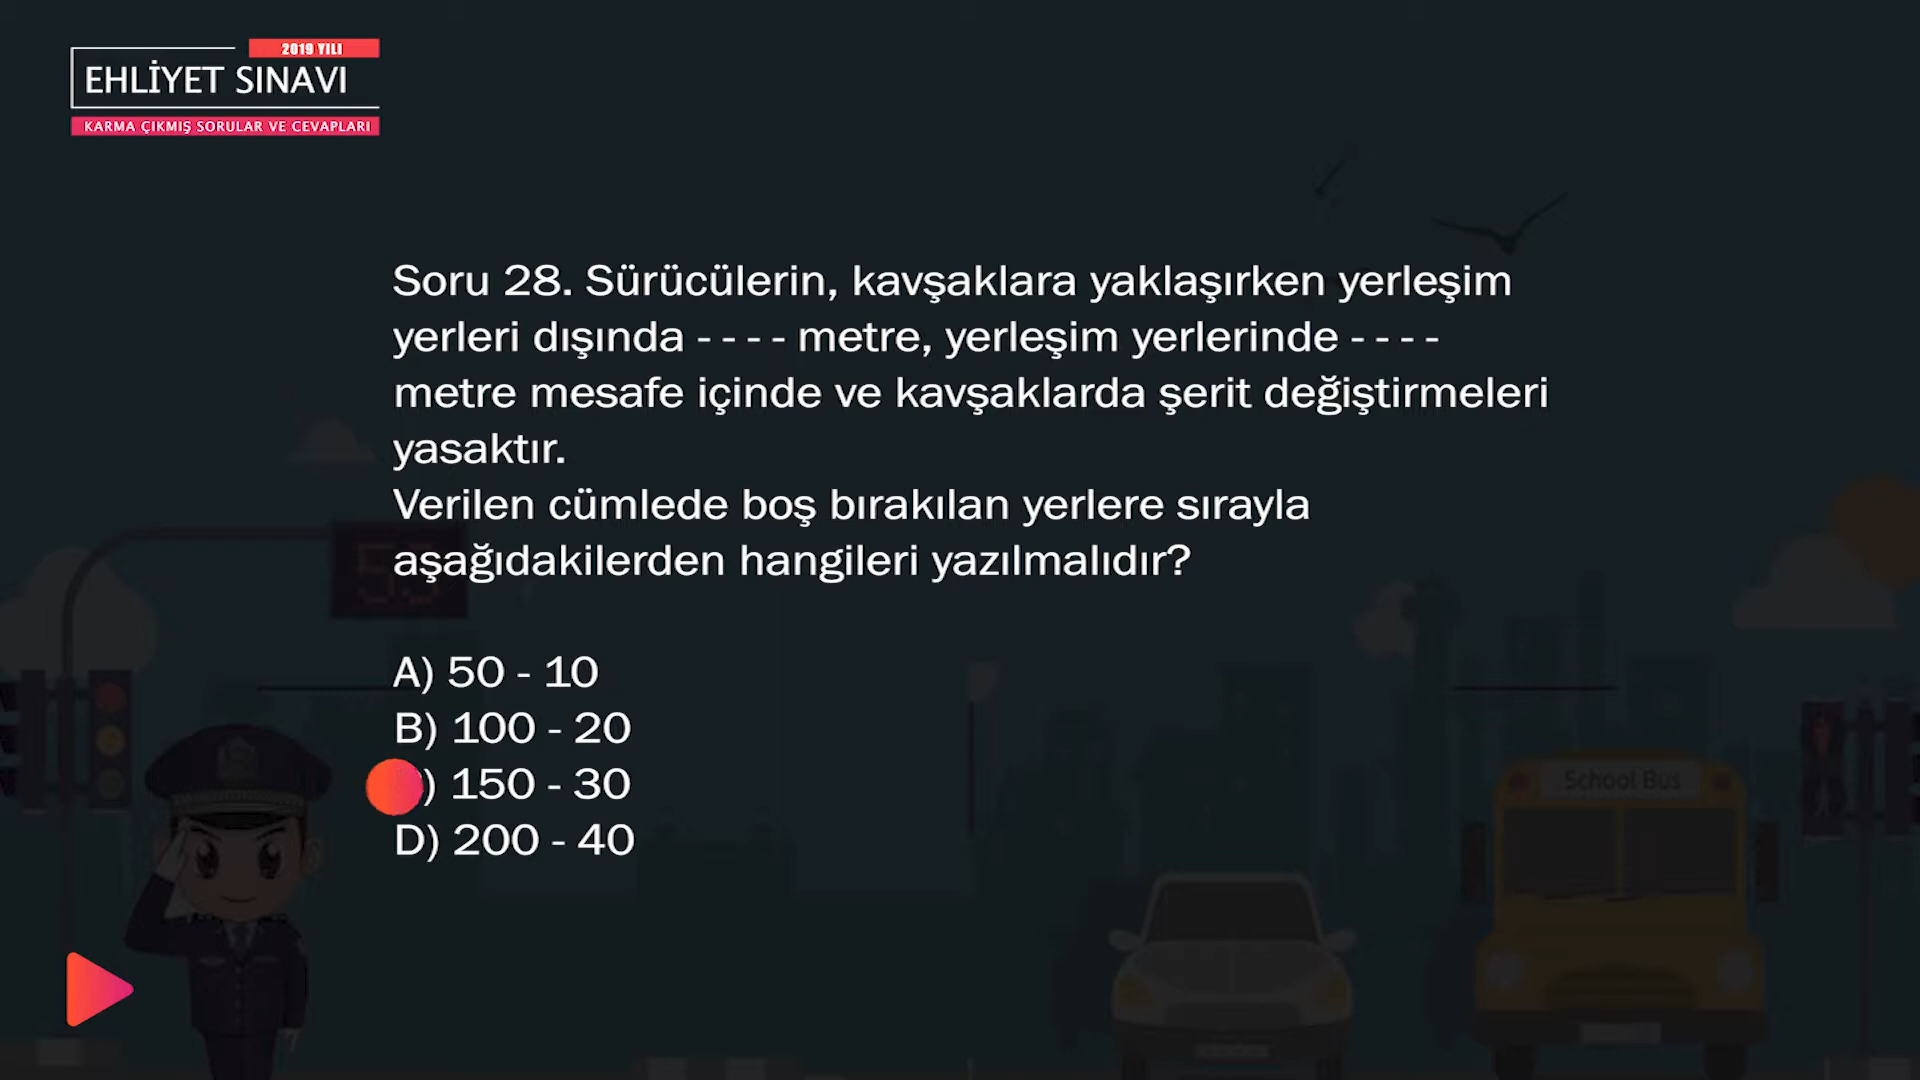 2019 YILI
EHLİYET SINAVI
KARMA ÇIKMIŞ SORULAR VE CEVAPLARI
Soru 28. Sürücülerin, kavşaklara yaklaşırken yerleşim
yerleri dışında - - - - metre, yerleşim yerlerinde - - - -
metre mesafe içinde ve kavşaklarda şerit değiştirmeleri
yasaktır.
Verilen cümlede boş bırakılan yerlere sırayla
aşağıdakilerden hangileri yazılmalıdır?
53
A) 50 - 10
B) 100 - 20
) 150 - 30
D) 200 - 40
School Bus